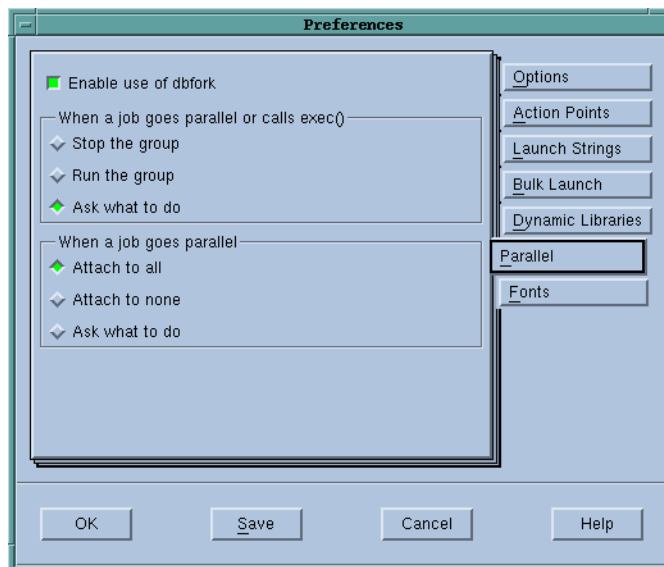 Preferences
Enable use of dbfork
When a job goes parallel or calls exec()
Stop the group
Run the group
Ask what to do
When a job goes parallel
Attach to all
Attach to none
Ask what to do
Options
Action Points
Launch Strings
Bulk Launch
Dynamic Libraries
Parallel
Fonts
OK
Save
Cancel
Help